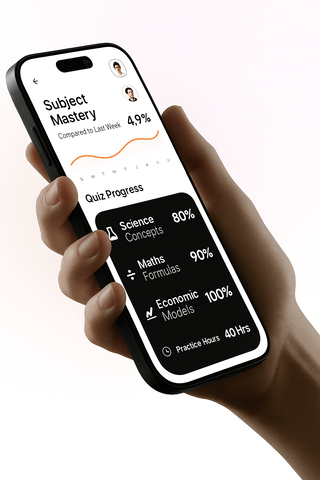 Subject
Mastery
Compared to Last Week 4,9%
Quiz Progress
Science
Concepts 80%
Maths
Formulas 90%
Economic
Models 100%
Practice Hours 40 Hrs